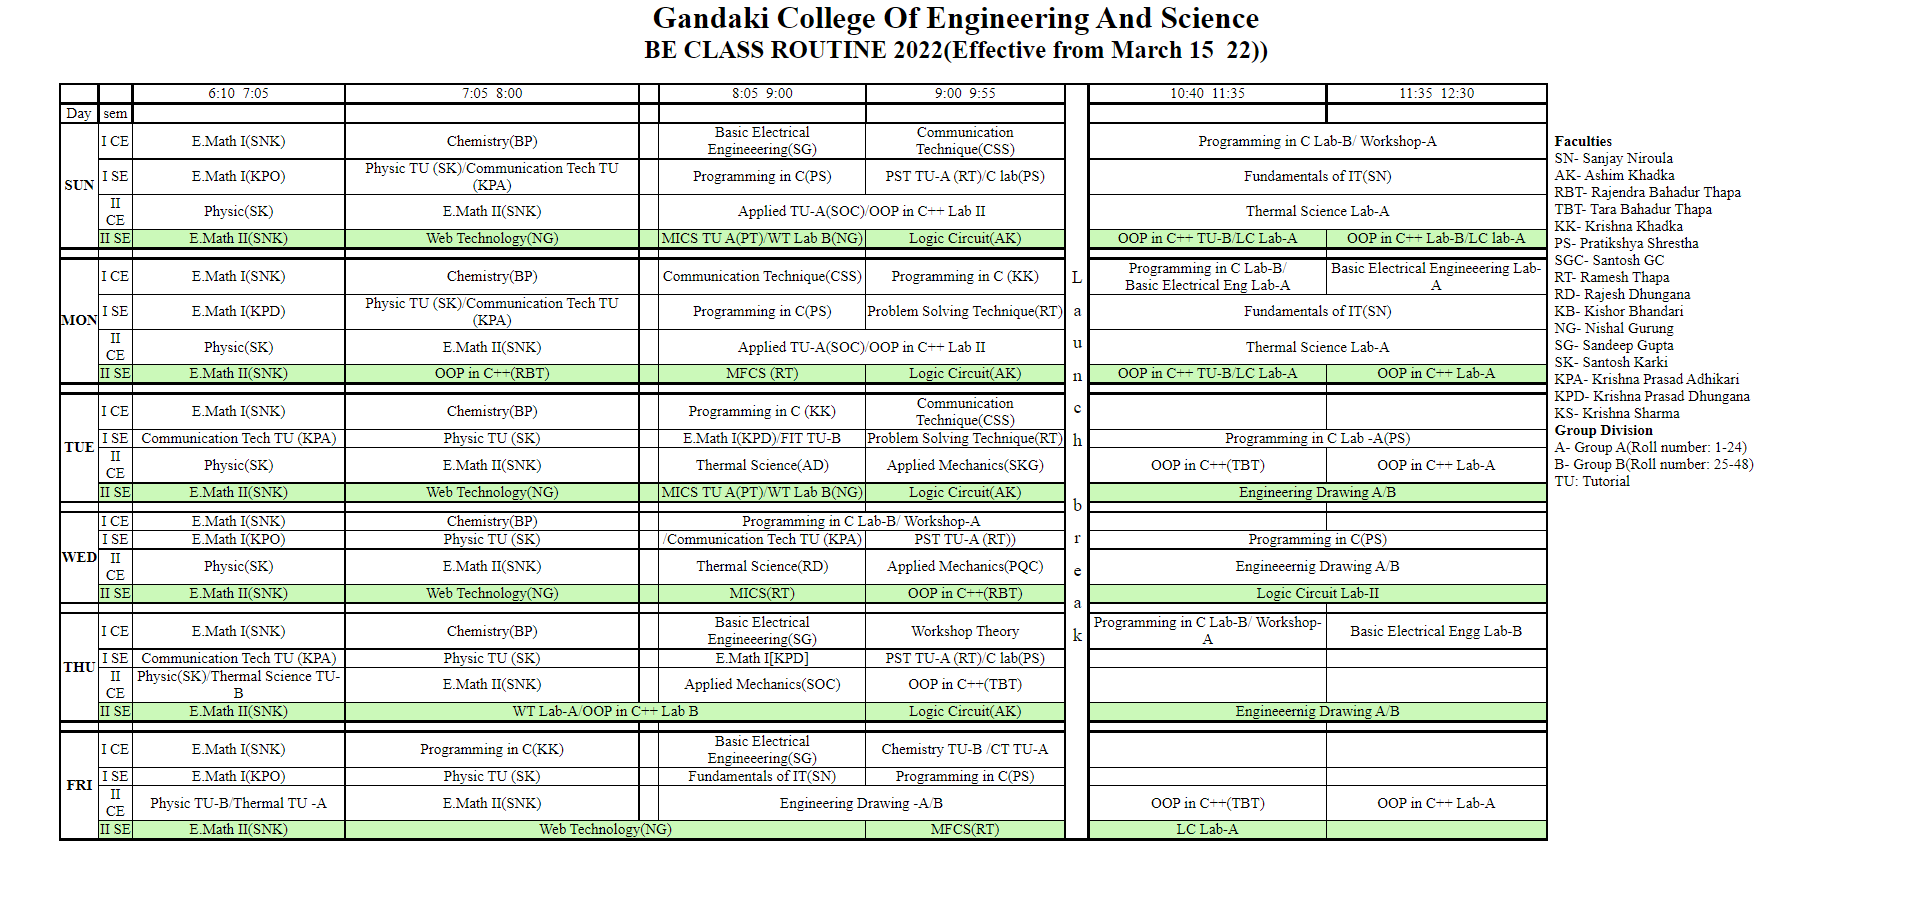 Gandaki College Of Engineering And Science
BE CLASS ROUTINE 2022(Effective from March 15 22))
6:10 7:05 7:05 8:00 8:05 9:00 9:00 9:55 10:40 11:35 11:35 12:30
Day sem
SUN
I CE E.Math I(SNK) Chemistry(BP) Basic Electrical Engineeering(SG) Communication Technique(CSS) Programming in C Lab-B/ Workshop-A
I SE E.Math I(KPO) Physic TU (SK)/Communication Tech TU (KPA) Programming in C(PS) PST TU-A (RT)/C lab(PS) Fundamentals of IT(SN)
II CE Physic(SK) E.Math II(SNK) Applied TU-A(SOC)/OOP in C++ Lab II Thermal Science Lab-A
II SE E.Math II(SNK) Web Technology(NG) MICS TU A(PT)/WT Lab B(NG) Logic Circuit(AK) OOP in C++ TU-B/LC Lab-A OOP in C++ Lab-B/LC lab-A
MON
I CE E.Math I(SNK) Chemistry(BP) Communication Technique(CSS) Programming in C (KK) Programming in C Lab-B/ Basic Electrical Eng Lab-A Basic Electrical Engineeering Lab-A
I SE E.Math I(KPD) Physic TU (SK)/Communication Tech TU (KPA) Programming in C(PS) Problem Solving Technique(RT) Fundamentals of IT(SN)
II CE Physic(SK) E.Math II(SNK) Applied TU-A(SOC)/OOP in C++ Lab II Thermal Science Lab-A
II SE E.Math II(SNK) OOP in C++(RBT) MFCS (RT) Logic Circuit(AK) OOP in C++ TU-B/LC Lab-A OOP in C++ Lab-A
TUE
I CE E.Math I(SNK) Chemistry(BP) Programming in C (KK) Communication Technique(CSS)
I SE Communication Tech TU (KPA) Physic TU (SK) E.Math I(KPD)/FIT TU-B Problem Solving Technique(RT) Programming in C Lab -A(PS)
II CE Physic(SK) E.Math II(SNK) Thermal Science(AD) Applied Mechanics(SKG) OOP in C++(TBT) OOP in C++ Lab-A
II SE E.Math II(SNK) Web Technology(NG) MICS TU A(PT)/WT Lab B(NG) Logic Circuit(AK) Engineering Drawing A/B
WED
I CE E.Math I(SNK) Chemistry(BP) Programming in C Lab-B/ Workshop-A
I SE E.Math I(KPO) Physic TU (SK) /Communication Tech TU (KPA) PST TU-A (RT)) Programming in C(PS)
II CE Physic(SK) E.Math II(SNK) Thermal Science(RD) Applied Mechanics(PQC) Engineeernig Drawing A/B
II SE E.Math II(SNK) Web Technology(NG) MICS(RT) OOP in C++(RBT) Logic Circuit Lab-II
THU
I CE E.Math I(SNK) Chemistry(BP) Basic Electrical Engineeering(SG) Workshop Theory Programming in C Lab-B/ Workshop-A Basic Electrical Engg Lab-B
I SE Communication Tech TU (KPA) Physic TU (SK) E.Math I[KPD] PST TU-A (RT)/C lab(PS)
II CE Physic(SK)/Thermal Science TU-B E.Math II(SNK) Applied Mechanics(SOC) OOP in C++(TBT)
II SE E.Math II(SNK) WT Lab-A/OOP in C++ Lab B Logic Circuit(AK) Engineeernig Drawing A/B
FRI
I CE E.Math I(SNK) Programming in C(KK) Basic Electrical Engineeering(SG) Chemistry TU-B /CT TU-A
I SE E.Math I(KPO) Physic TU (SK) Fundamentals of IT(SN) Programming in C(PS)
II CE Physic TU-B/Thermal TU -A E.Math II(SNK) Engineering Drawing -A/B OOP in C++(TBT) OOP in C++ Lab-A
II SE E.Math II(SNK) Web Technology(NG) MFCS(RT) LC Lab-A
Launch break
Faculties
SN- Sanjay Niroula
AK- Ashim Khadka
RBT- Rajendra Bahadur Thapa
TBT- Tara Bahadur Thapa
KK- Krishna Khadka
PS- Pratikshya Shrestha
SGC- Santosh GC
RT- Ramesh Thapa
RD- Rajesh Dhungana
KB- Kishor Bhandari
NG- Nishal Gurung
SG- Sandeep Gupta
SK- Santosh Karki
KPA- Krishna Prasad Adhikari
KPD- Krishna Prasad Dhungana
KS- Krishna Sharma
Group Division
A- Group A(Roll number: 1-24)
B- Group B(Roll number: 25-48)
TU: Tutorial